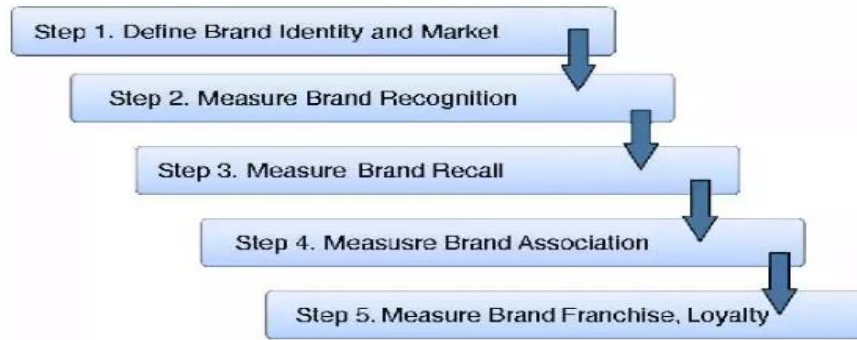 Step 1. Define Brand Identity and Market
Step 2. Measure Brand Recognition
Step 3. Measure Brand Recall
Step 4. Measusre Brand Association
Step 5. Measure Brand Franchise, Loyalty